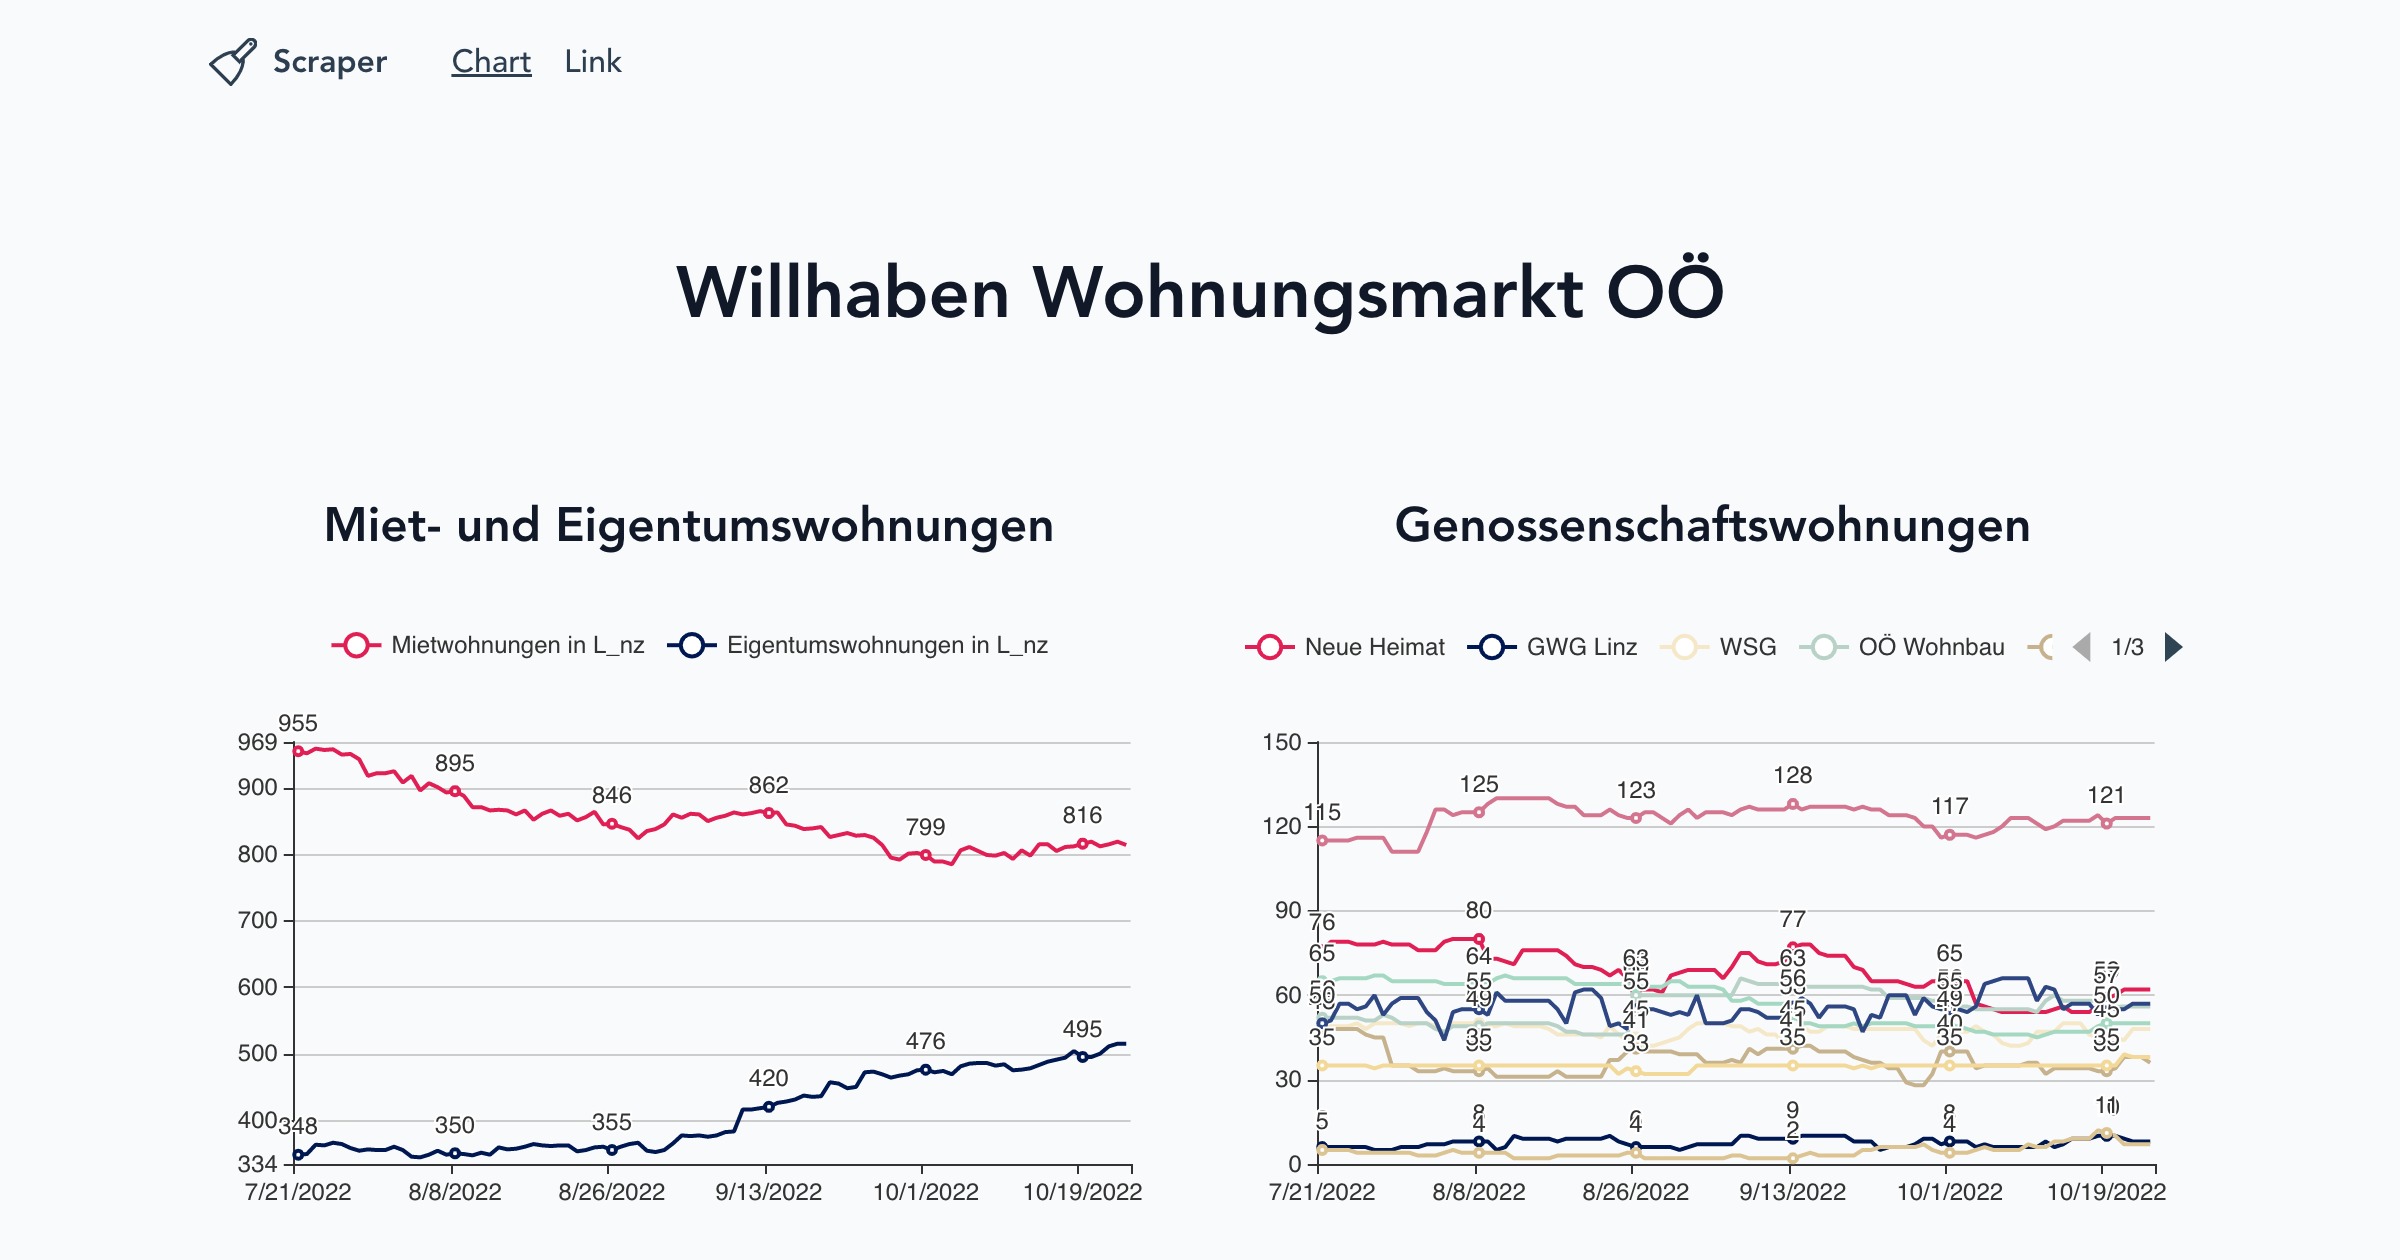 Scraper Chart Link
Willhaben Wohnungsmarkt OÖ
Miet- und Eigentumswohnungen
Mietwohnungen in L_nz Eigentumswohnungen in L_nz
955
969
895
900
862
846
816
799
800
700
600
495
500
476
420
400
348 350 355
334
7/21/2022 8/8/2022 8/26/2022 9/13/2022 10/1/2022 10/19/2022
Genossenschaftswohnungen
Neue Heimat GWG Linz WSG OÖ Wohnbau 1/3
150
128
125 123 121
115 117
120
90 80
76 77
65 64 63 63 65
55 55 56 55 57
60 50 49 49 50
45 45
41 41 40
35 33 35 35
30
5 8 6 9 8 11
4 4 2 4
0
7/21/2022 8/8/2022 8/26/2022 9/13/2022 10/1/2022 10/19/2022